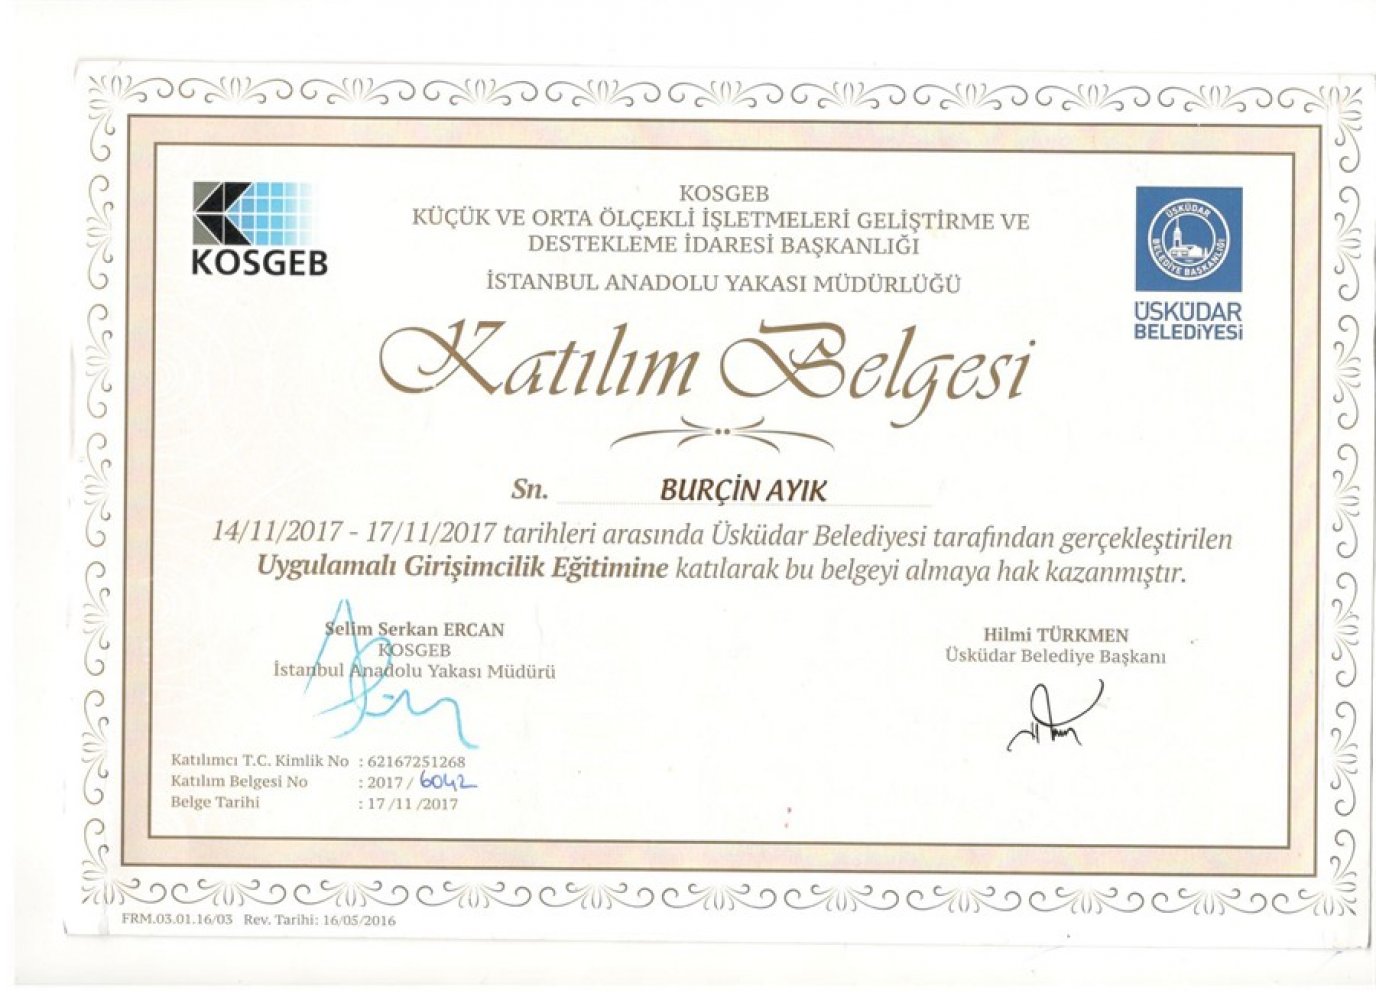 KOSGEB
KÜÇÜK VE ORTA ÖLÇEKLİ İŞLETMELERİ GELİŞTİRME VE
DESTEKLEME İDARESİ BAŞKANLIĞI
İSTANBUL ANADOLU YAKASI MÜDÜRLÜĞÜ
KOSGEB
ÜSKÜDAR
BELEDİYE BAŞKANLIĞI
ÜSKÜDAR
BELEDİYESİ
Katılım Belgesi
Sn. BURÇİN AYIK
14/11/2017 - 17/11/2017 tarihleri arasında Üsküdar Belediyesi tarafından gerçekleştirilen
Uygulamalı Girişimcilik Eğitimine katılarak bu belgeyi almaya hak kazanmıştır.
Selim Serkan ERCAN
KOSGEB
İstanbul Anadolu Yakası Müdürü
Hilmi TÜRKMEN
Üsküdar Belediye Başkanı
Katılımcı T.C. Kimlik No : 62167251268
Katılım Belgesi No : 2017 / 6042
Belge Tarihi : 17 /11 /2017
FRM.03.01.16/03 Rev. Tarihi: 16/05/2016